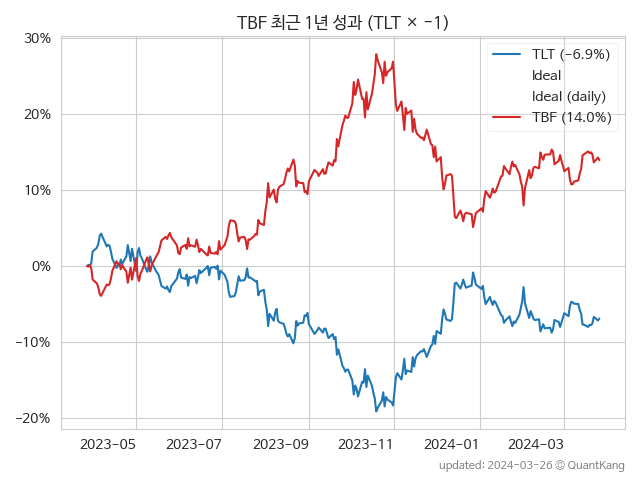 TBF 최근 1년 성과 (TLT × −1)
30%
20%
10%
0%
−10%
−20%
TLT (−6.9%)
Ideal
Ideal (daily)
TBF (14.0%)
2023-05
2023-07
2023-09
2023-11
2024-01
2024-03
updated: 2024-03-26 © QuantKang